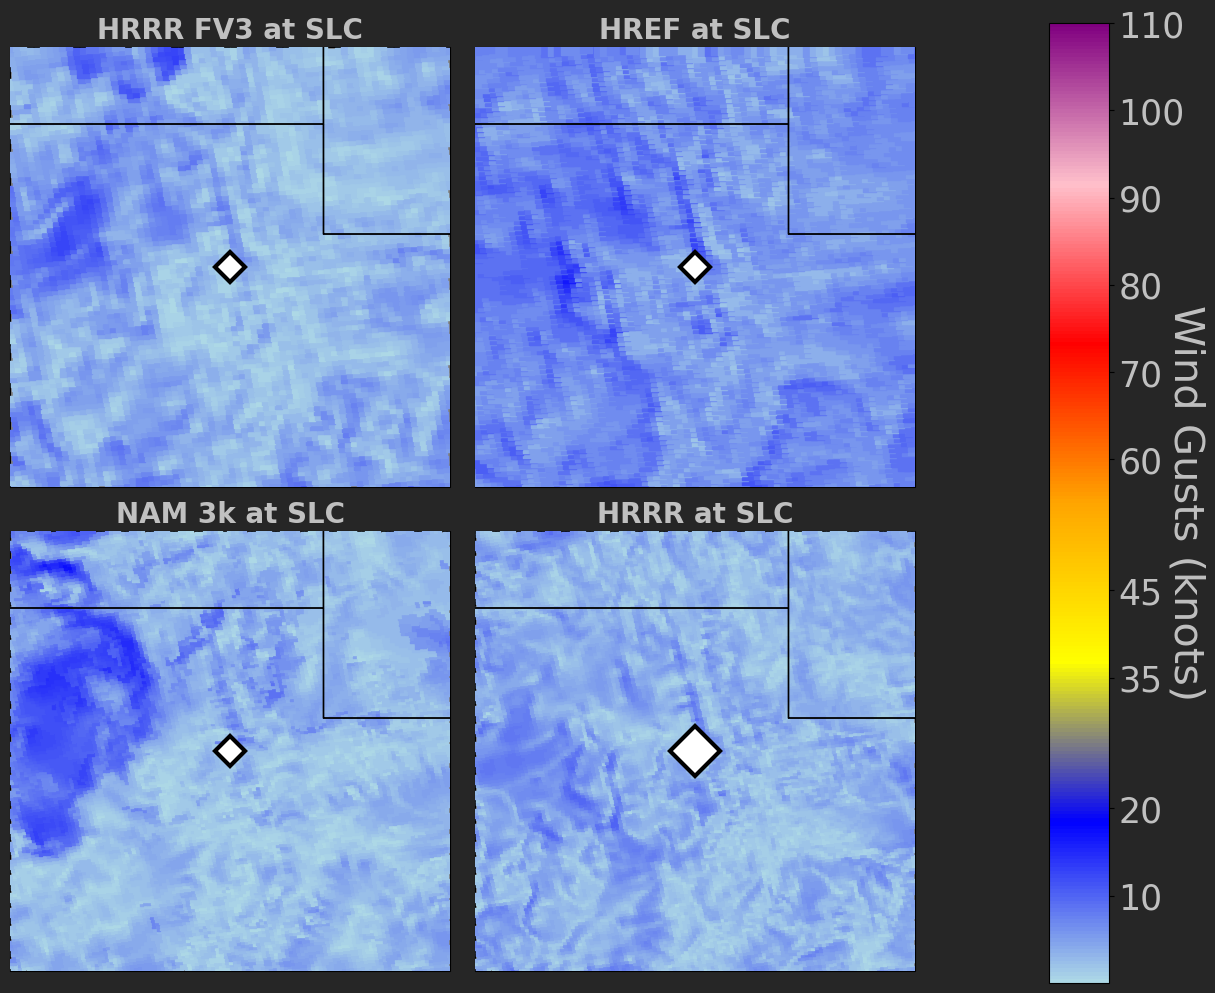 HRRR FV3 at SLC
HREF at SLC
NAM 3k at SLC
HRRR at SLC
110
100
90
80
70
60
45
35
20
10
Wind Gusts (knots)